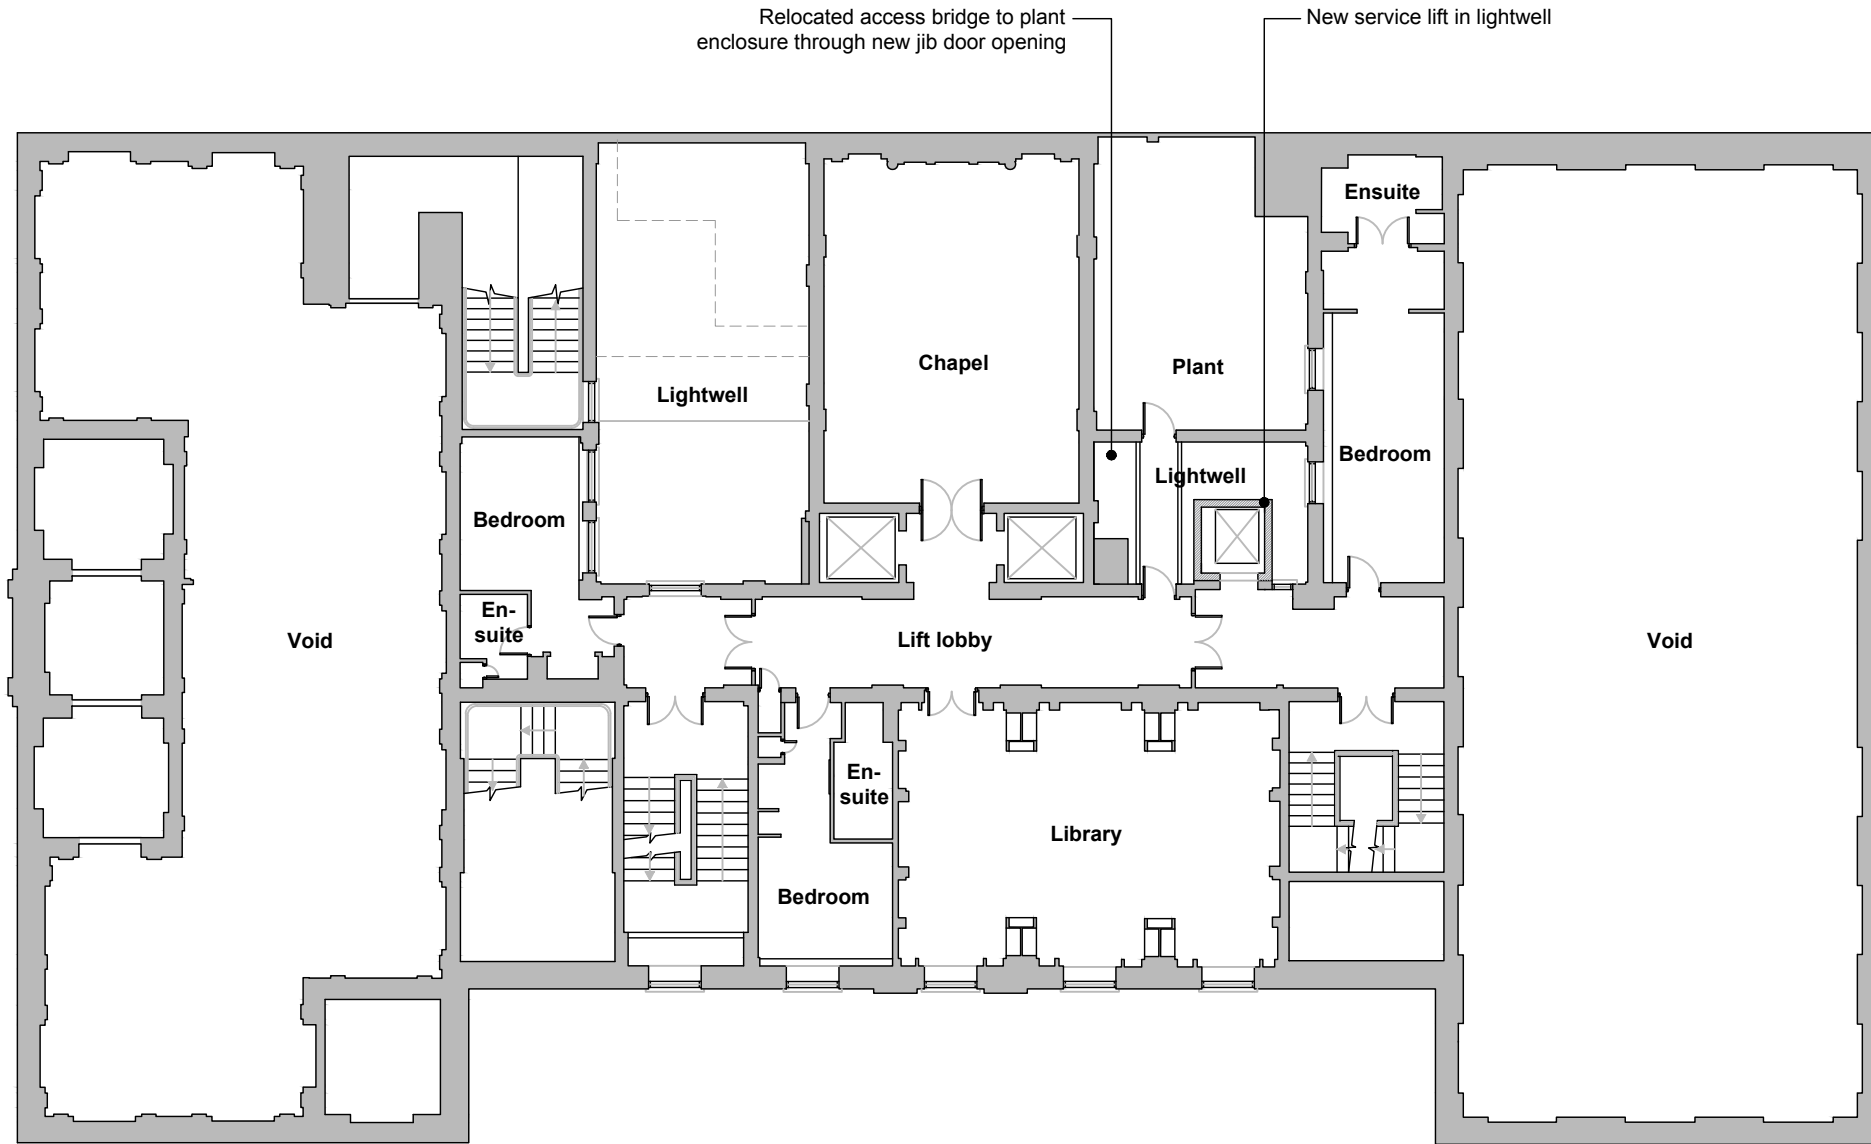 Relocated access bridge to plant
enclosure through new jib door opening
New service lift in lightwell
Ensuite
Chapel
Plant
Lightwell
Bedroom
Lightwell
Bedroom
En-
suite
Void
Lift lobby
Void
En-
suite
Library
Bedroom